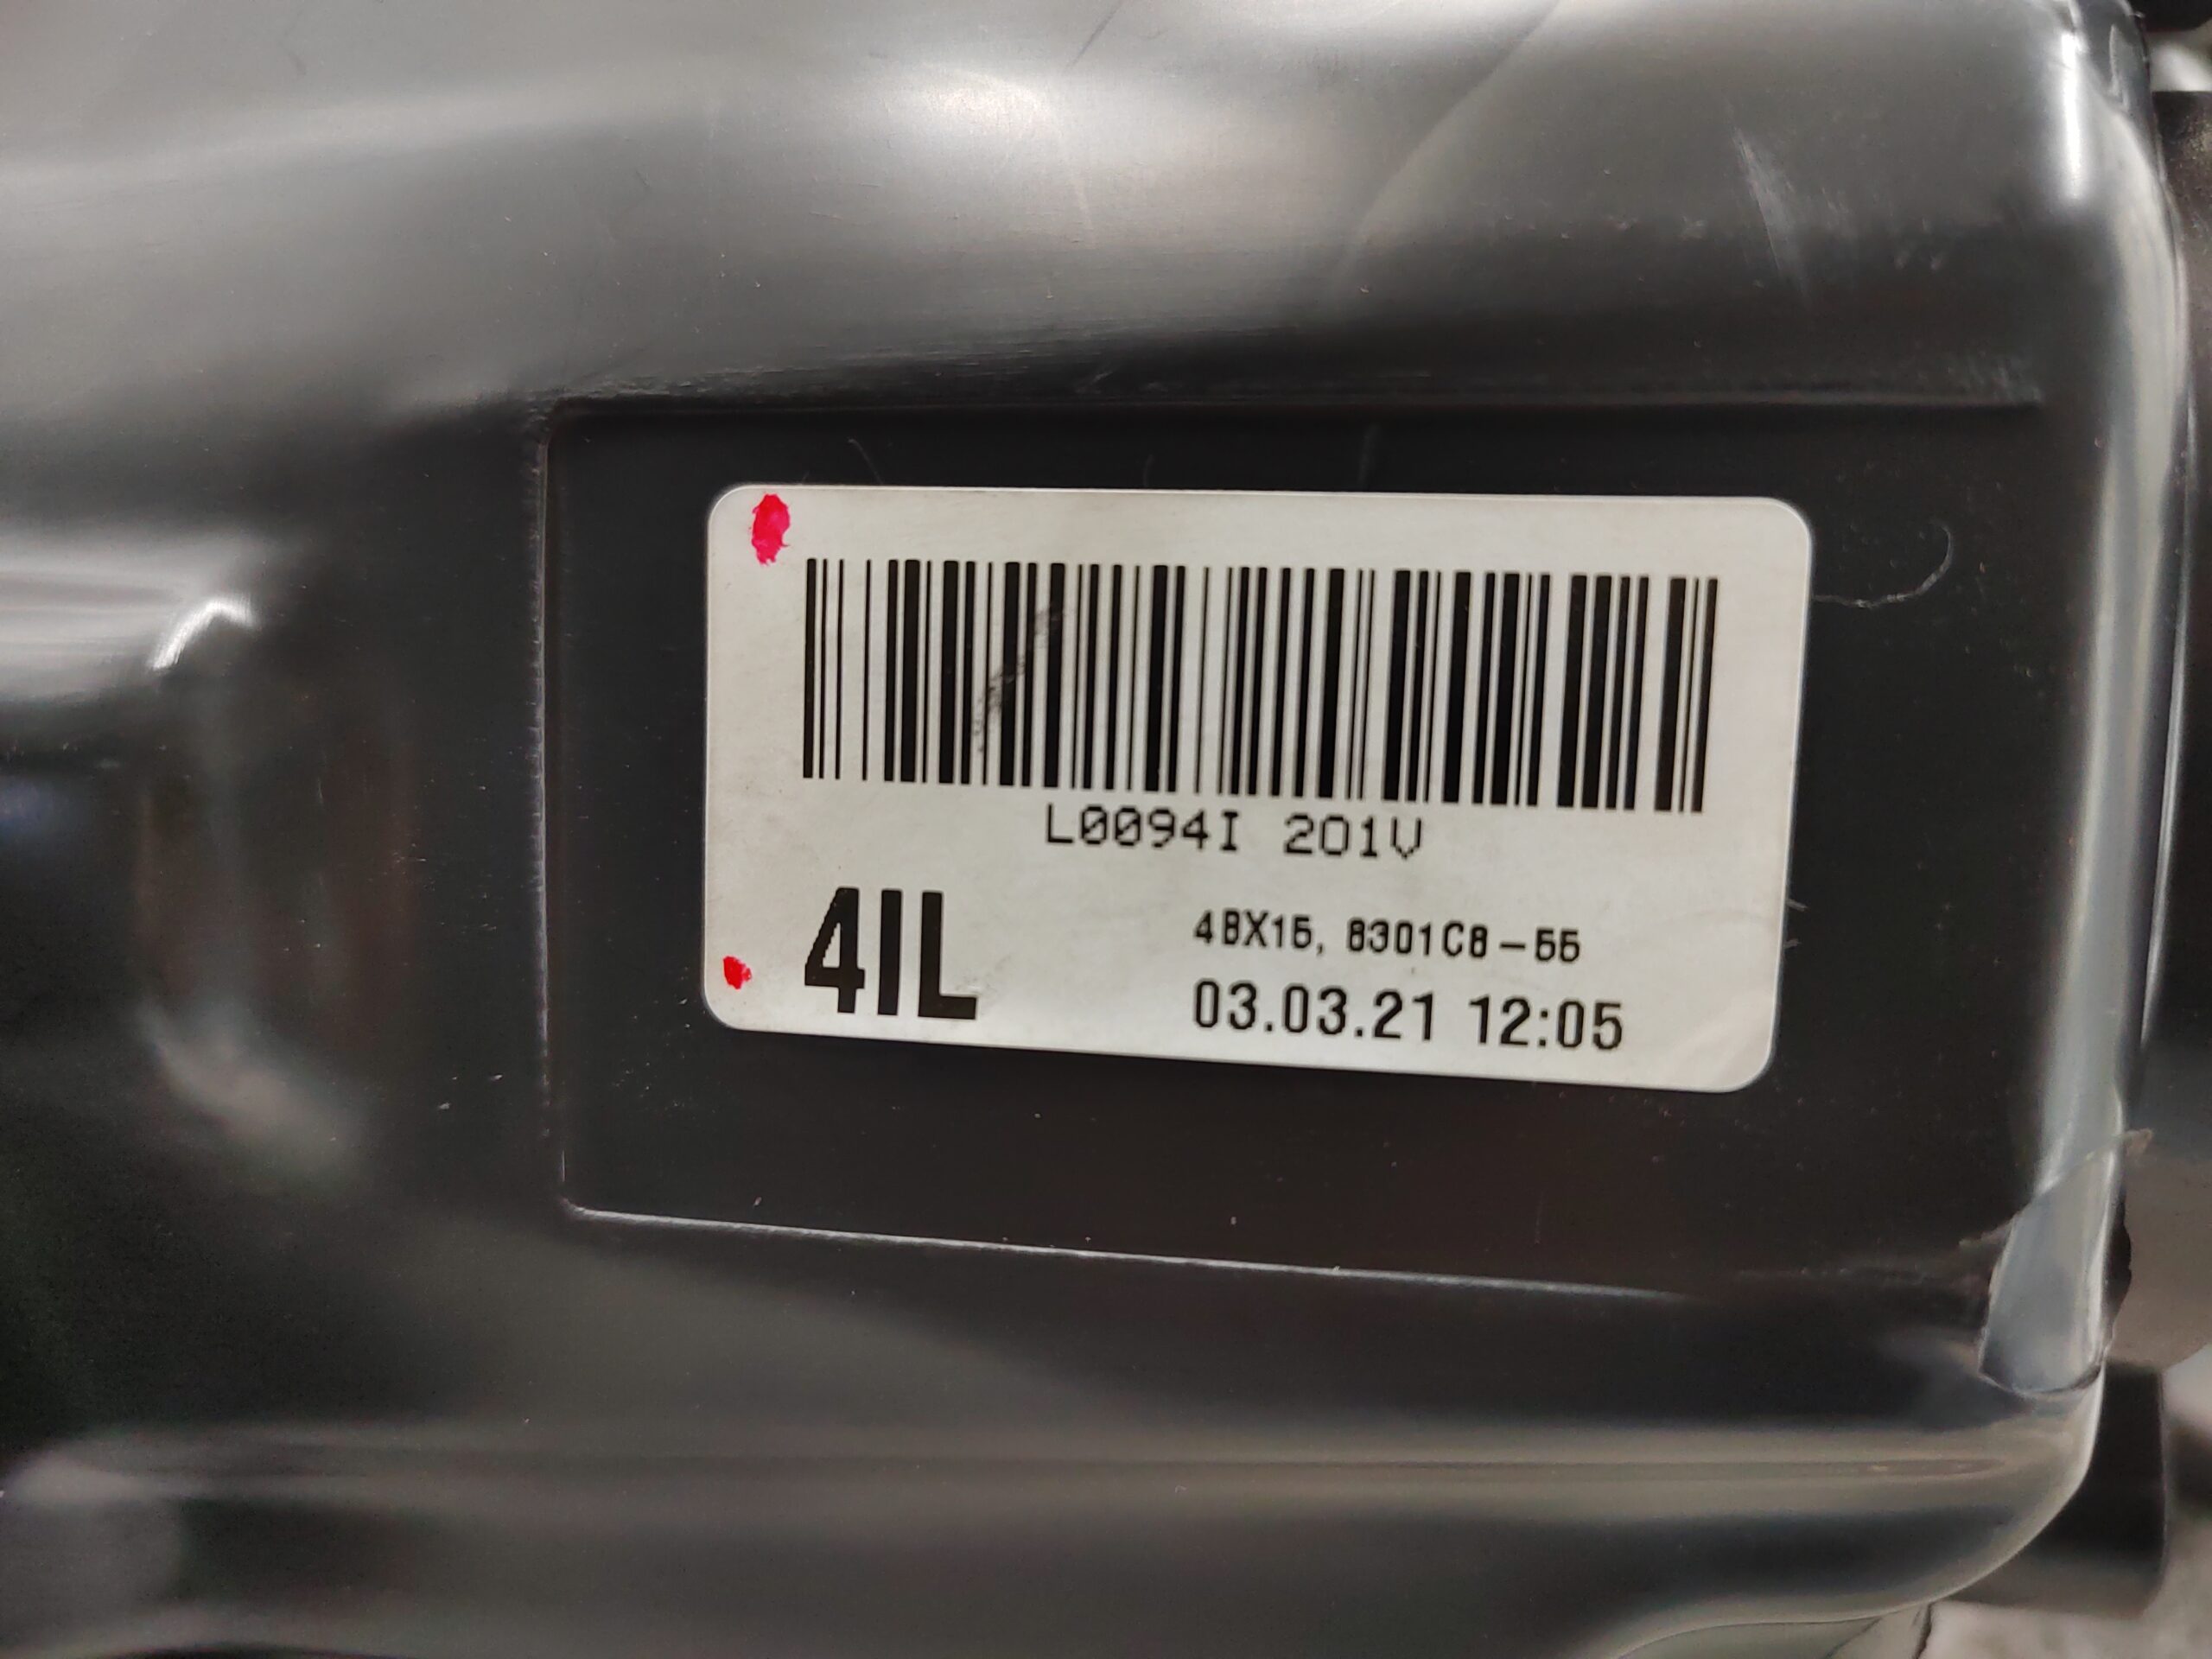 L0094I 201V
4IL
4BX15, 8301C8-55
03.03.21 12:05